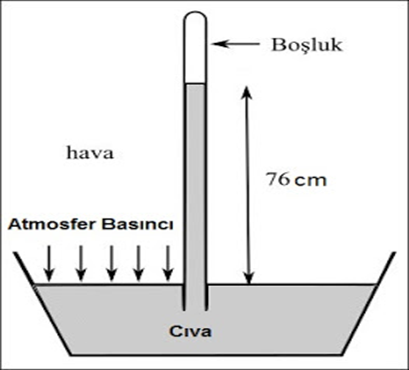 Boşluk
hava
76 cm
Atmosfer Basıncı
Cıva